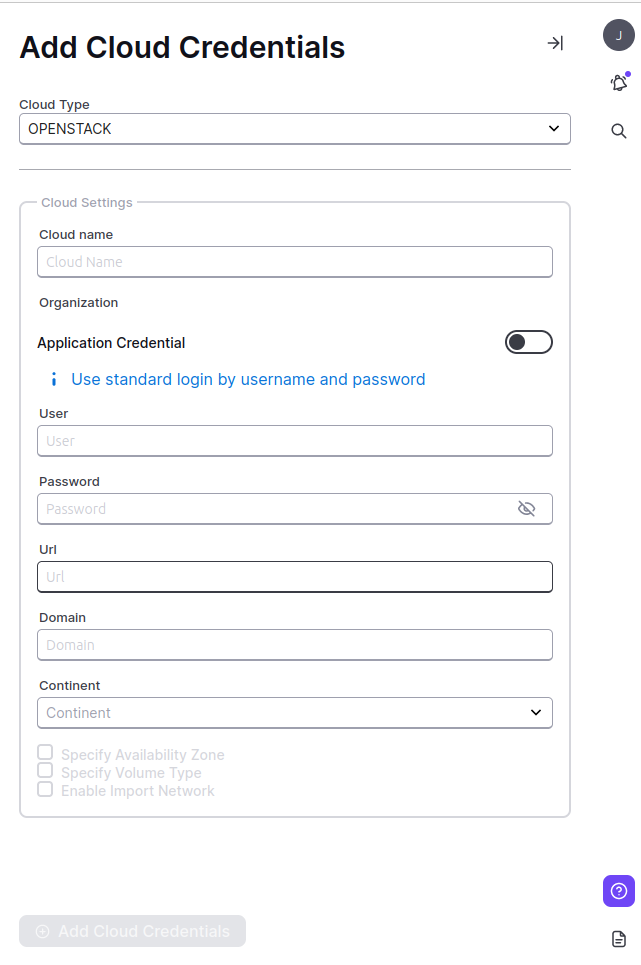 Add Cloud Credentials
J
Cloud Type
OPENSTACK
Cloud Settings
Cloud name
Cloud Name
Organization
Application Credential
Use standard login by username and password
User
User
Password
Password
Url
Url
Domain
Domain
Continent
Continent
Specify Availability Zone
Specify Volume Type
Enable Import Network
Add Cloud Credentials